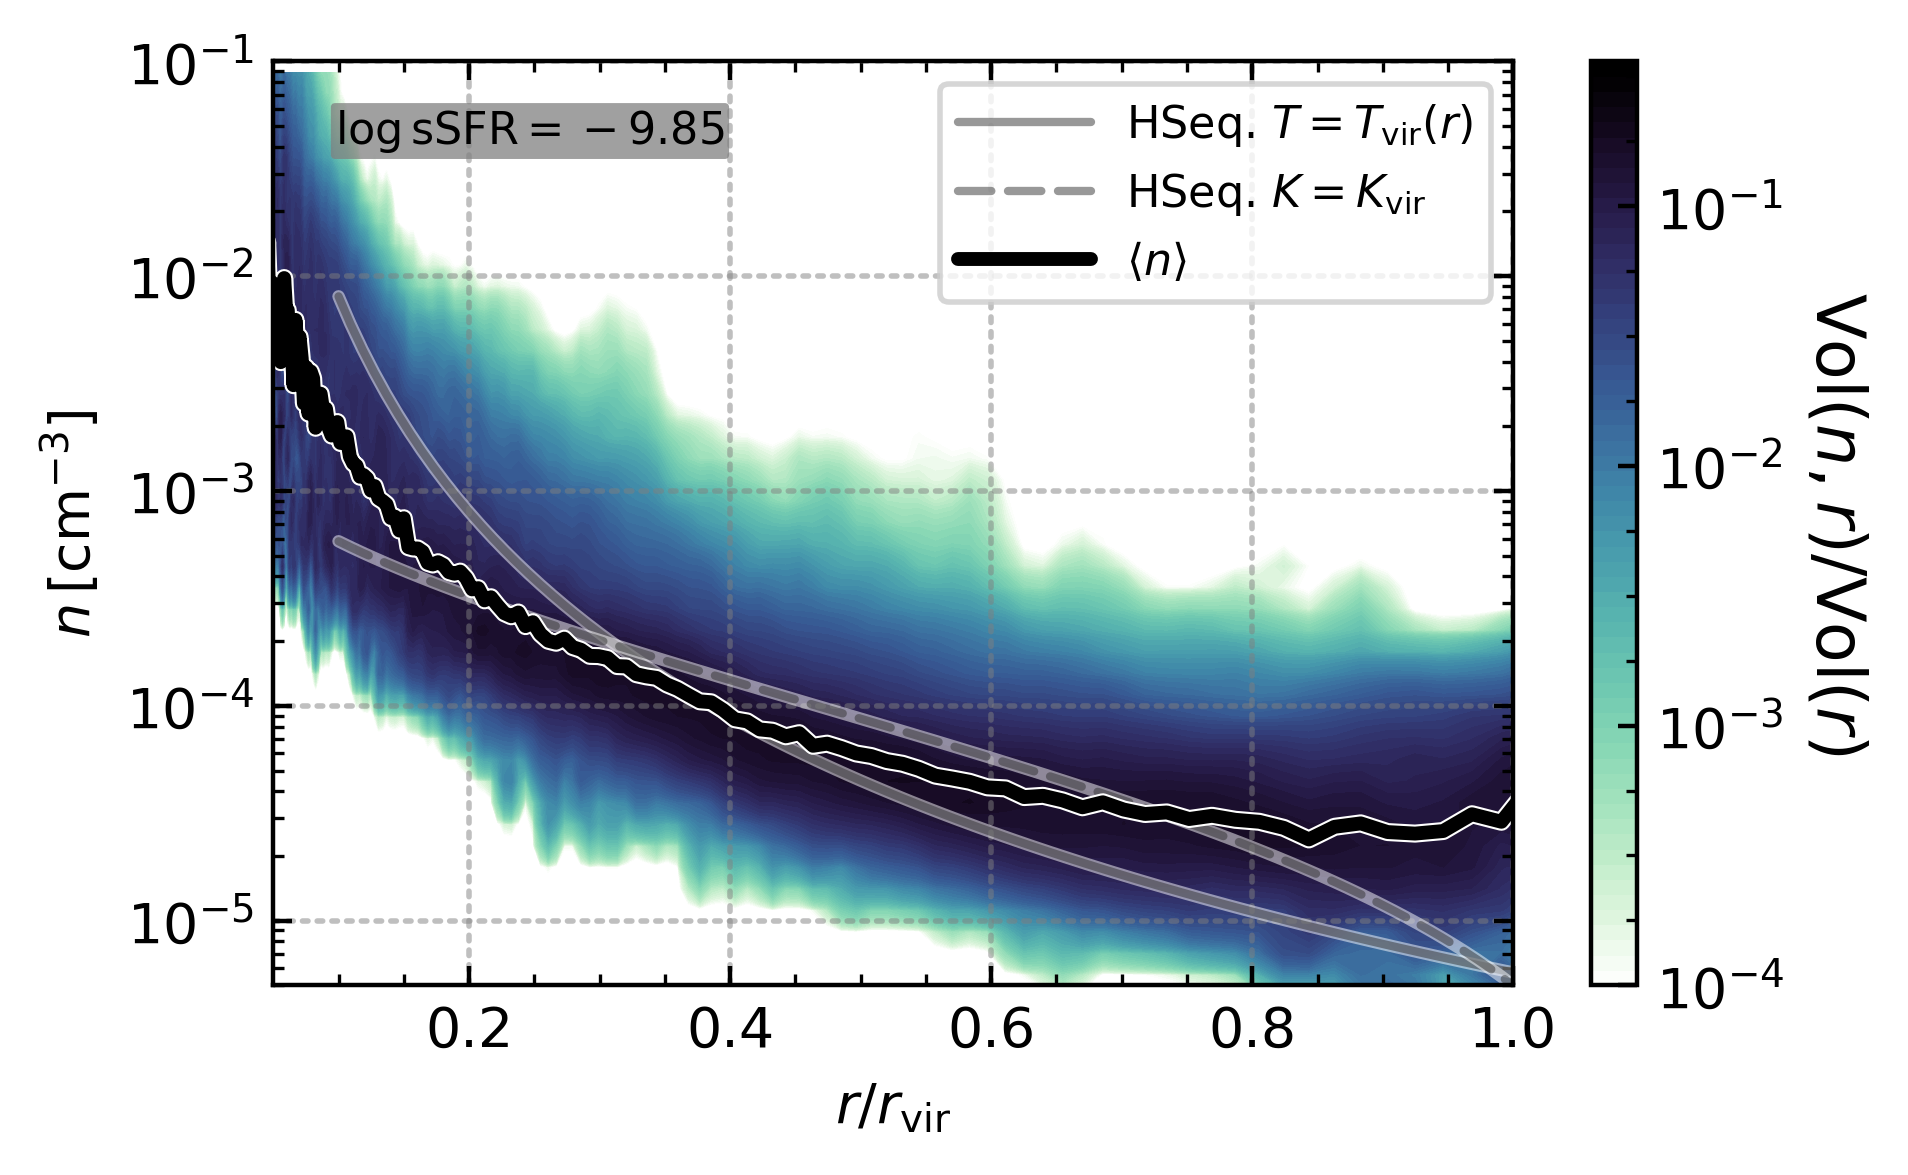 10⁻¹
10⁻²
10⁻³
10⁻⁴
10⁻⁵
n [cm⁻³]
log sSFR = −9.85
HSeq. T = T_vir(r)
HSeq. K = K_vir
⟨n⟩
0.2 0.4 0.6 0.8 1.0
r/r_vir
10⁻¹
10⁻²
10⁻³
10⁻⁴
Vol(n, r)/Vol(r)